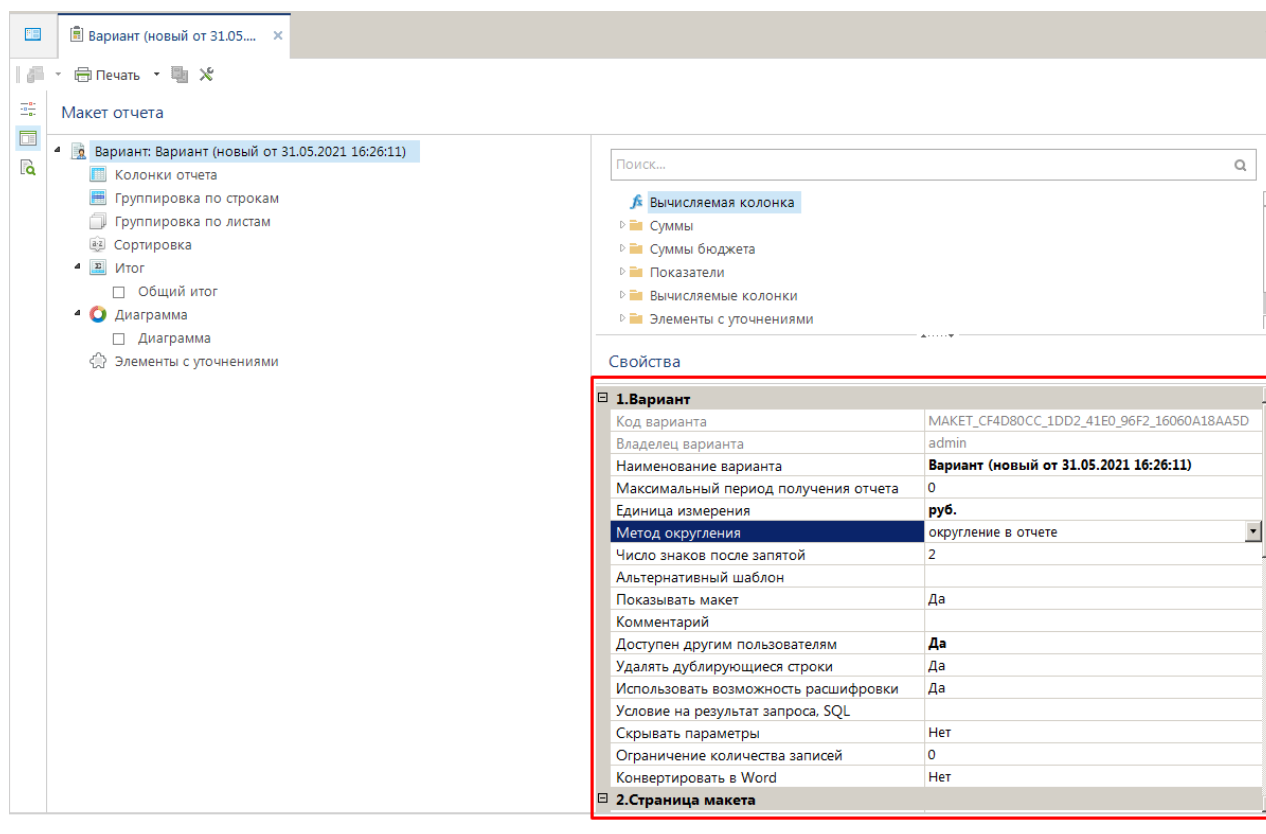 Вариант (новый от 31.05....
Печать
Макет отчета
Вариант: Вариант (новый от 31.05.2021 16:26:11)
Колонки отчета
Группировка по строкам
Группировка по листам
Сортировка
Итог
Общий итог
Диаграмма
Диаграмма
Элементы с уточнениями
Поиск...
Вычисляемая колонка
Суммы
Суммы бюджета
Показатели
Вычисляемые колонки
Элементы с уточнениями
Свойства
1.Вариант
Код варианта MAKET_CF4D80CC_1DD2_41E0_96F2_16060A18AA5D
Владелец варианта admin
Наименование варианта Вариант (новый от 31.05.2021 16:26:11)
Максимальный период получения отчета 0
Единица измерения руб.
Метод округления округление в отчете
Число знаков после запятой 2
Альтернативный шаблон
Показывать макет Да
Комментарий
Доступен другим пользователям Да
Удалять дублирующиеся строки Да
Использовать возможность расшифровки Да
Условие на результат запроса, SQL
Скрывать параметры Нет
Ограничение количества записей 0
Конвертировать в Word Нет
2.Страница макета